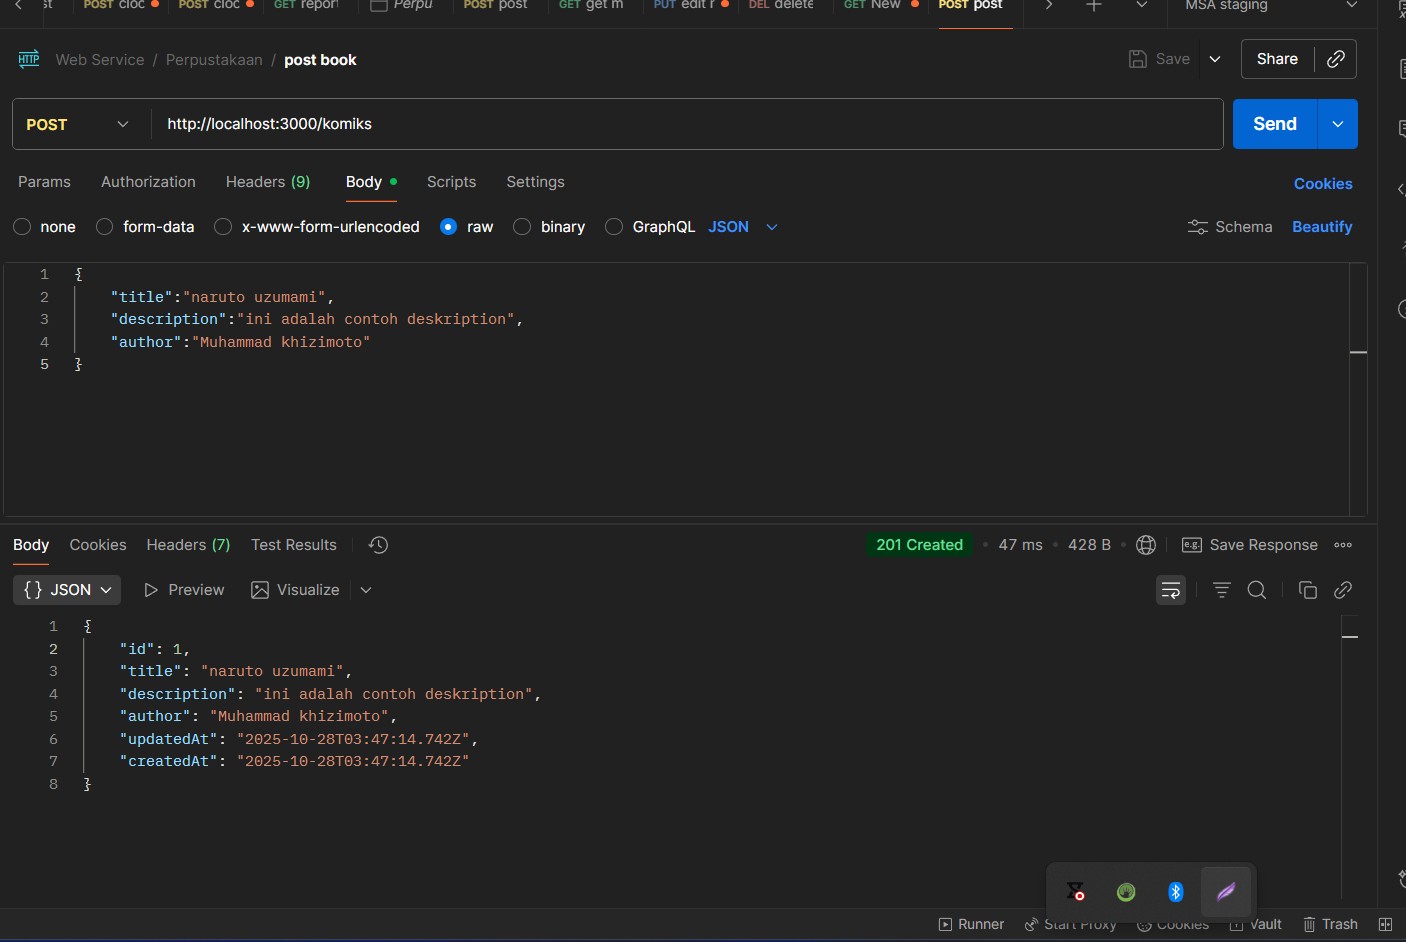 st POST cloc POST cloc GET report Perpu POST post GET get m PUT edit r DEL delete GET New POST post MSA staging
HTTP Web Service / Perpustakaan / post book Save Share
POST http://localhost:3000/komiks Send
Params Authorization Headers (9) Body Scripts Settings Cookies
none form-data x-www-form-urlencoded raw binary GraphQL JSON Schema Beautify
1 {
2 "title":"naruto uzumami",
3 "description":"ini adalah contoh deskription",
4 "author":"Muhammad khizimoto"
5 }
Body Cookies Headers (7) Test Results 201 Created • 47 ms • 428 B • e.g. Save Response
{} JSON Preview Visualize
1 {
2 "id": 1,
3 "title": "naruto uzumami",
4 "description": "ini adalah contoh deskription",
5 "author": "Muhammad khizimoto",
6 "updatedAt": "2025-10-28T03:47:14.742Z",
7 "createdAt": "2025-10-28T03:47:14.742Z"
8 }
Runner Start Proxy Cookies Vault Trash